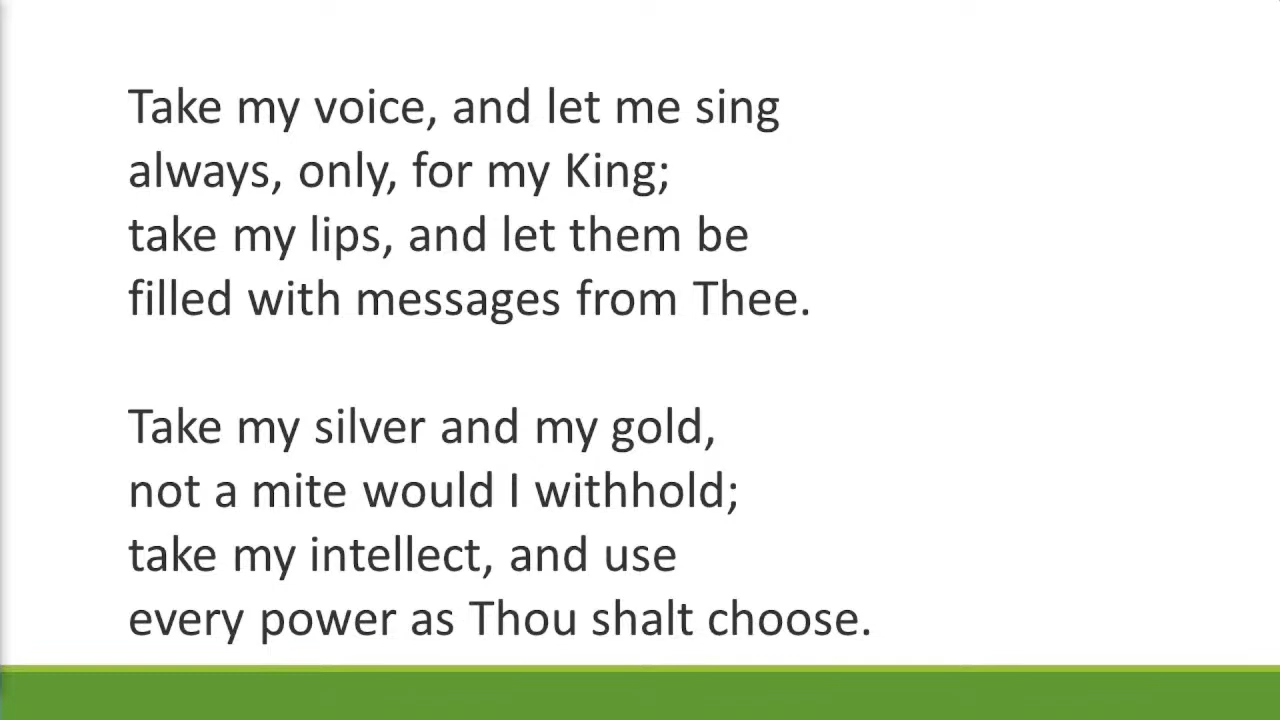 Take my voice, and let me sing
always, only, for my King;
take my lips, and let them be
filled with messages from Thee.
Take my silver and my gold,
not a mite would I withhold;
take my intellect, and use
every power as Thou shalt choose.